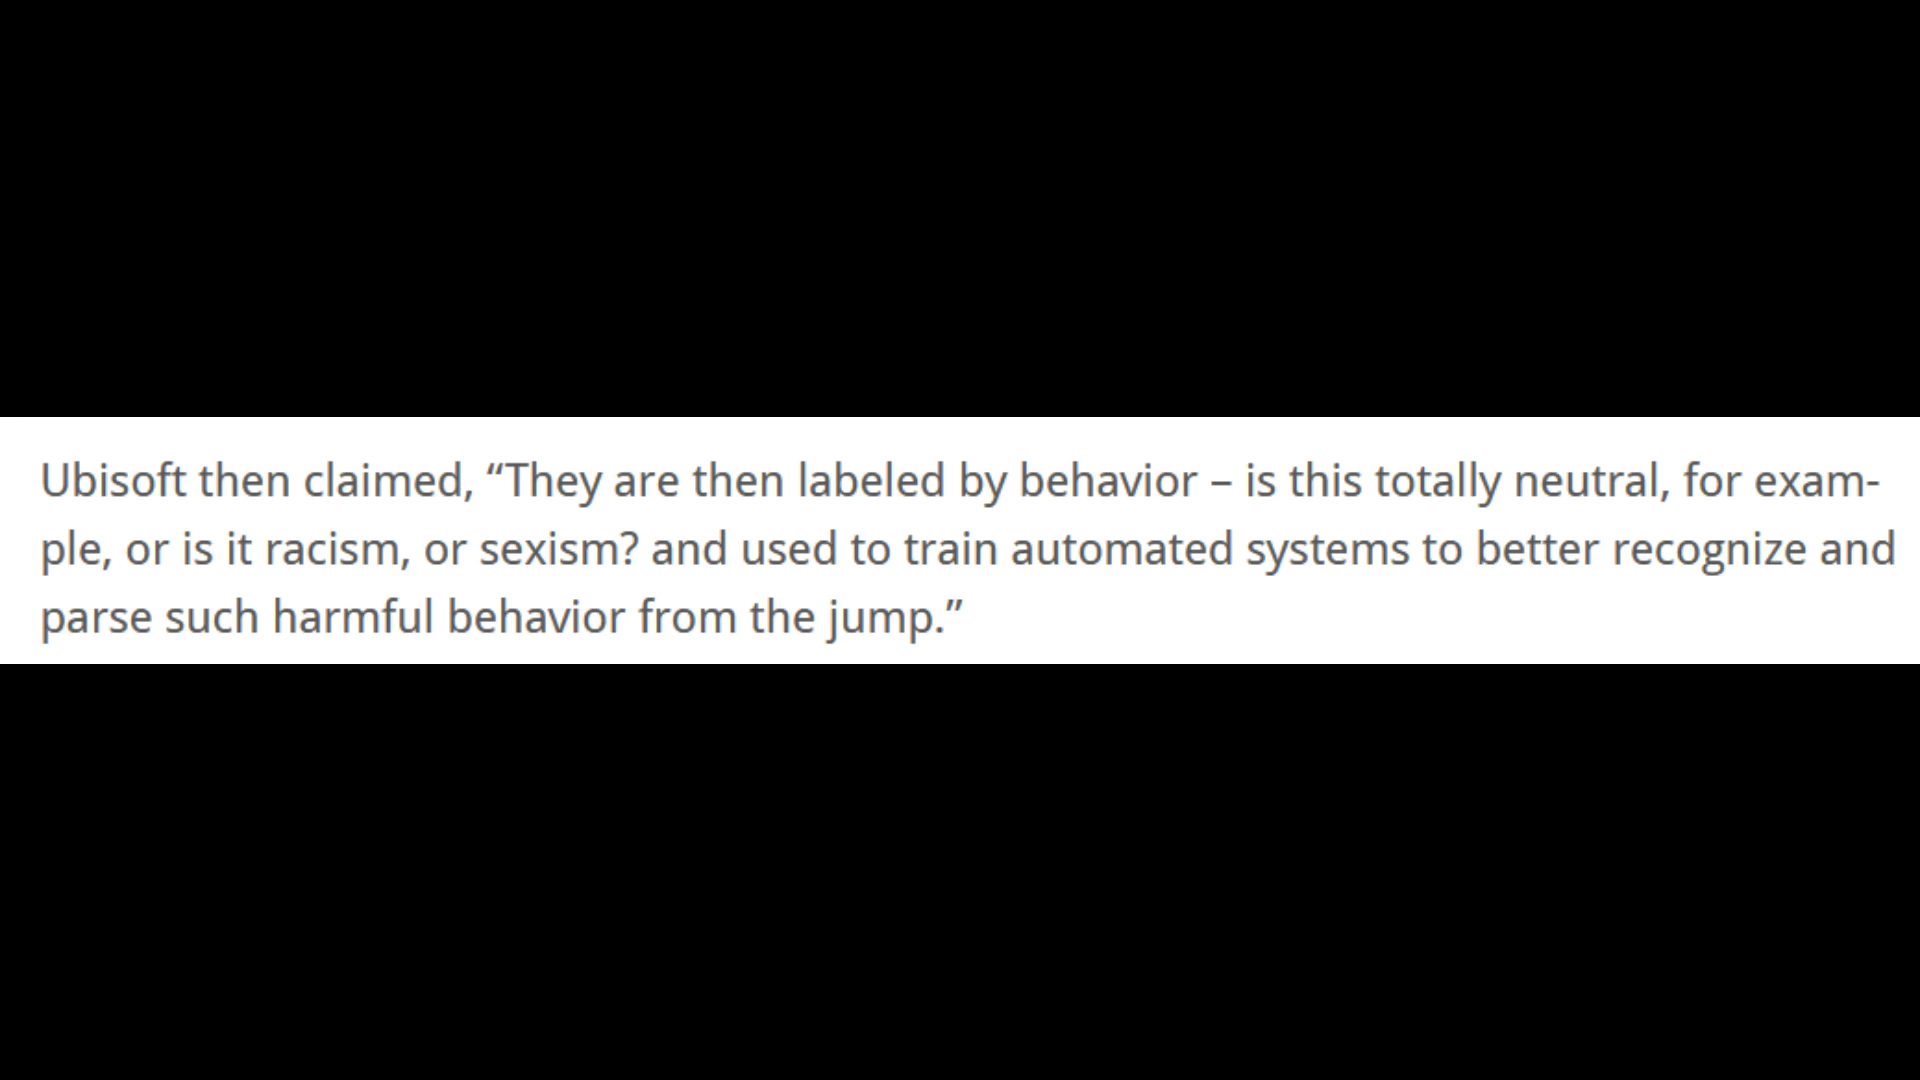 Ubisoft then claimed, “They are then labeled by behavior – is this totally neutral, for exam-
ple, or is it racism, or sexism? and used to train automated systems to better recognize and
parse such harmful behavior from the jump.”